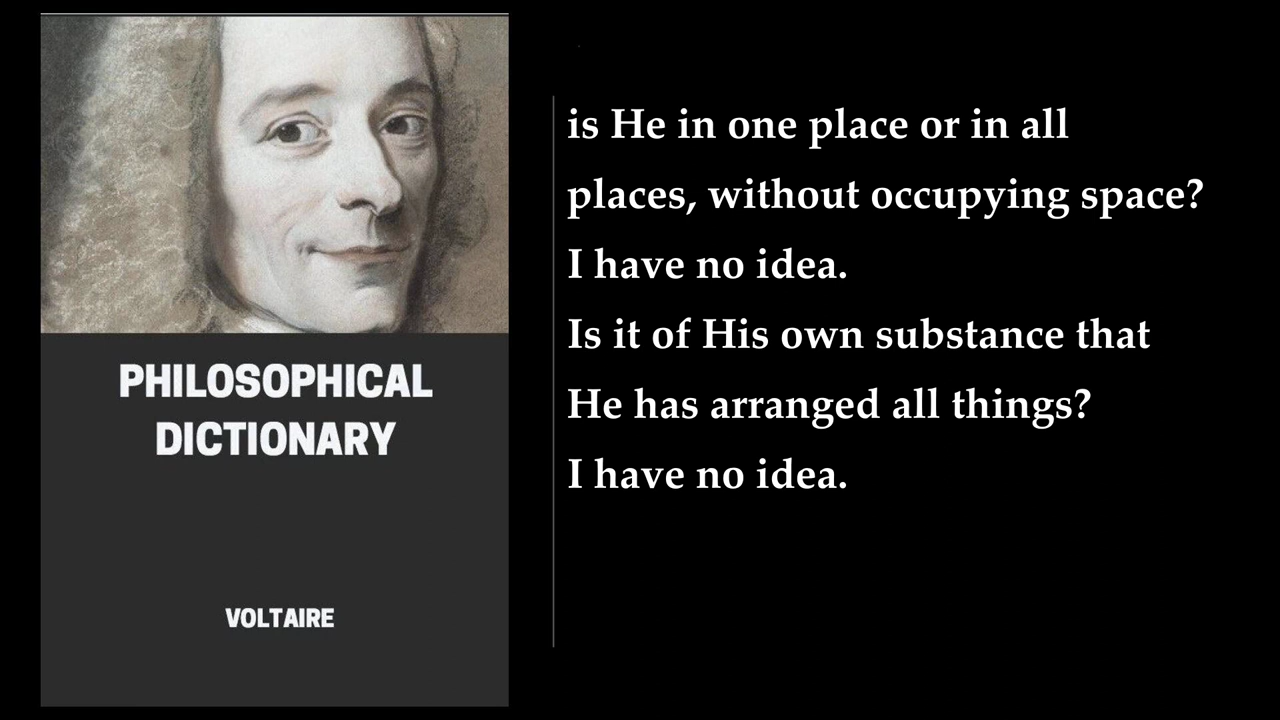 PHILOSOPHICAL
DICTIONARY
VOLTAIRE
is He in one place or in all
places, without occupying space?
I have no idea.
Is it of His own substance that
He has arranged all things?
I have no idea.